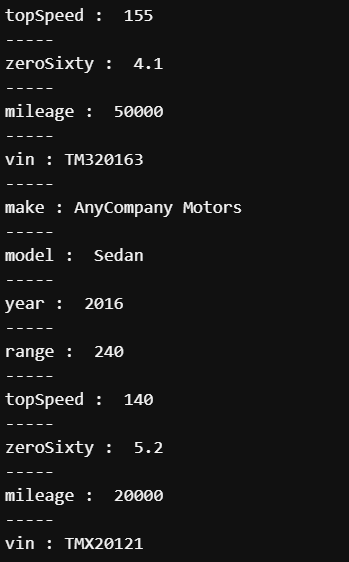 topSpeed :  155
-----
zeroSixty :  4.1
-----
mileage :  50000
-----
vin : TM320163
-----
make : AnyCompany Motors
-----
model :  Sedan
-----
year :  2016
-----
range :  240
-----
topSpeed :  140
-----
zeroSixty :  5.2
-----
mileage :  20000
-----
vin : TMX20121